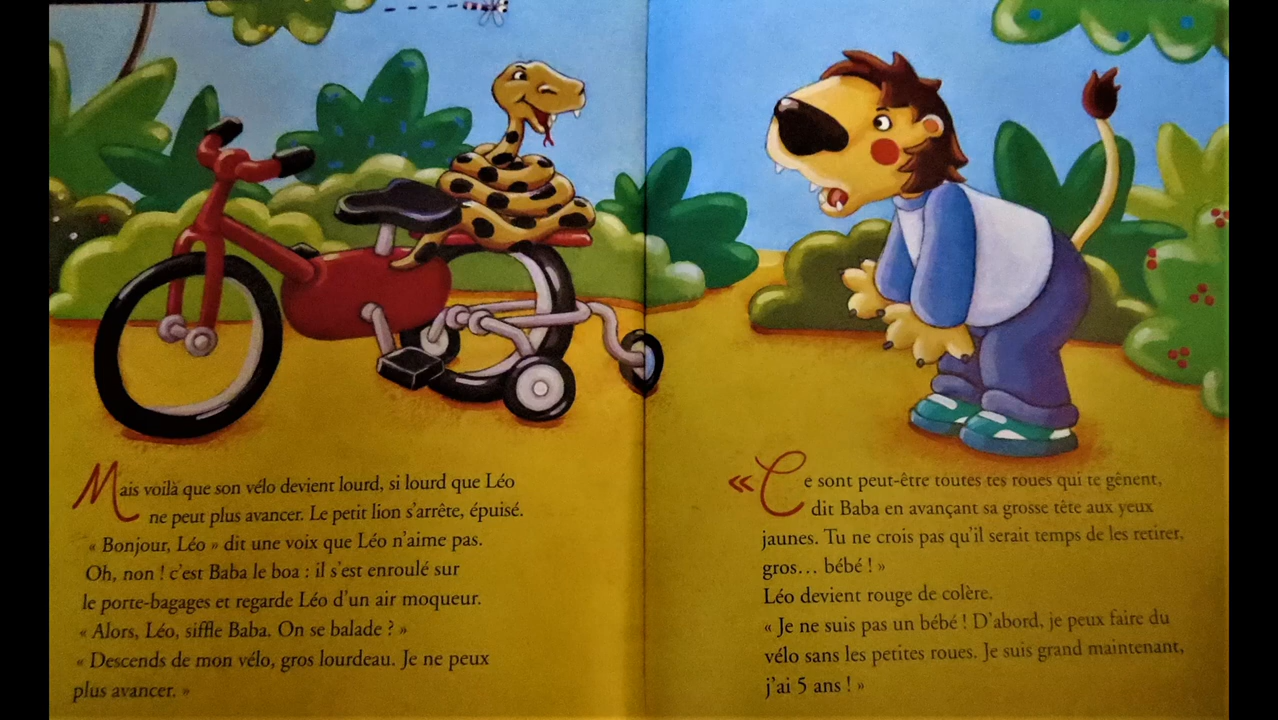 Mais voilà que son vélo devient lourd, si lourd que Léo
ne peut plus avancer. Le petit lion s'arrête, épuisé.
« Bonjour, Léo » dit une voix que Léo n'aime pas.
Oh, non ! c'est Baba le boa : il s'est enroulé sur
le porte-bagages et regarde Léo d'un air moqueur.
« Alors, Léo, siffle Baba. On se balade ? »
« Descends de mon vélo, gros lourdeau. Je ne peux
plus avancer. »
« Ce sont peut-être toutes tes roues qui te gênent,
dit Baba en avançant sa grosse tête aux yeux
jaunes. Tu ne crois pas qu'il serait temps de les retirer,
gros… bébé ! »
Léo devient rouge de colère.
« Je ne suis pas un bébé ! D'abord, je peux faire du
vélo sans les petites roues. Je suis grand maintenant,
j'ai 5 ans ! »